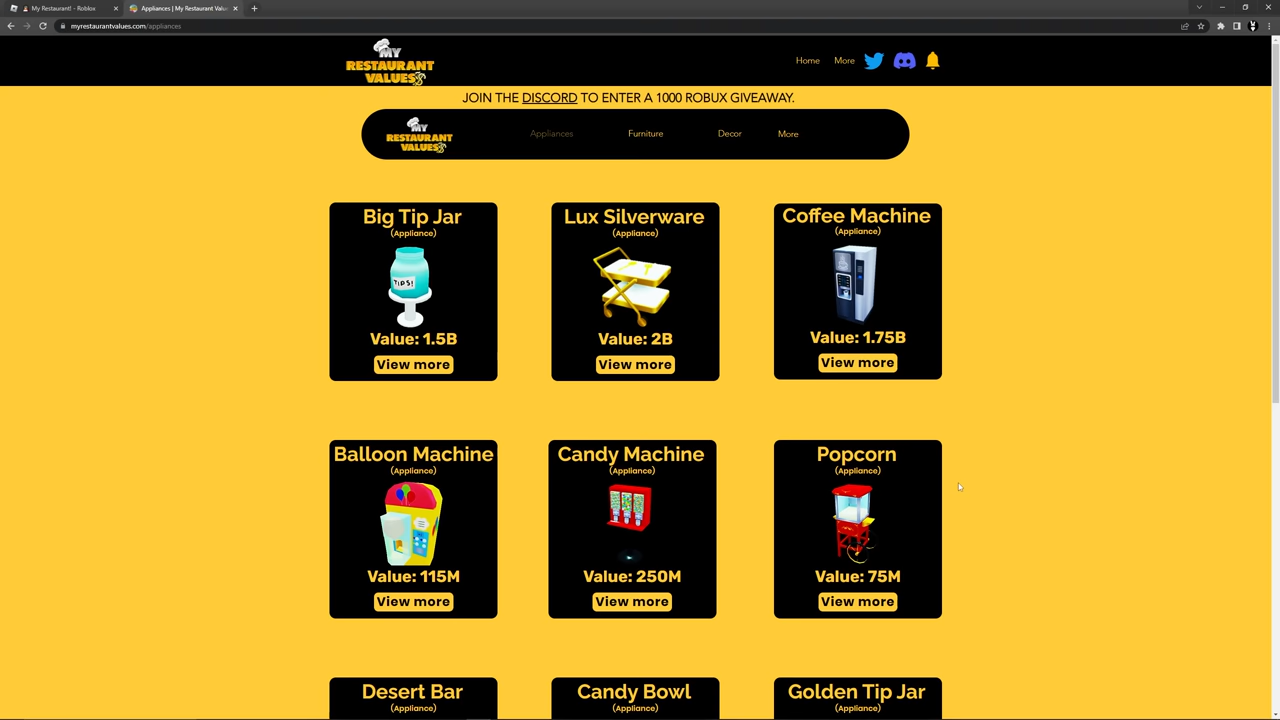 My Restaurant! - Roblox
Appliances | My Restaurant Valu
myrestaurantvalues.com/appliances
MY
RESTAURANT
VALUES
Home
More
JOIN THE DISCORD TO ENTER A 1000 ROBUX GIVEAWAY.
MY
RESTAURANT
VALUES
Appliances
Furniture
Decor
More
Big Tip Jar
(Appliance)
TIPS!
Value: 1.5B
View more
Lux Silverware
(Appliance)
Value: 2B
View more
Coffee Machine
(Appliance)
Value: 1.75B
View more
Balloon Machine
(Appliance)
Value: 115M
View more
Candy Machine
(Appliance)
Value: 250M
View more
Popcorn
(Appliance)
Value: 75M
View more
Desert Bar
(Appliance)
Candy Bowl
(Appliance)
Golden Tip Jar
(Appliance)